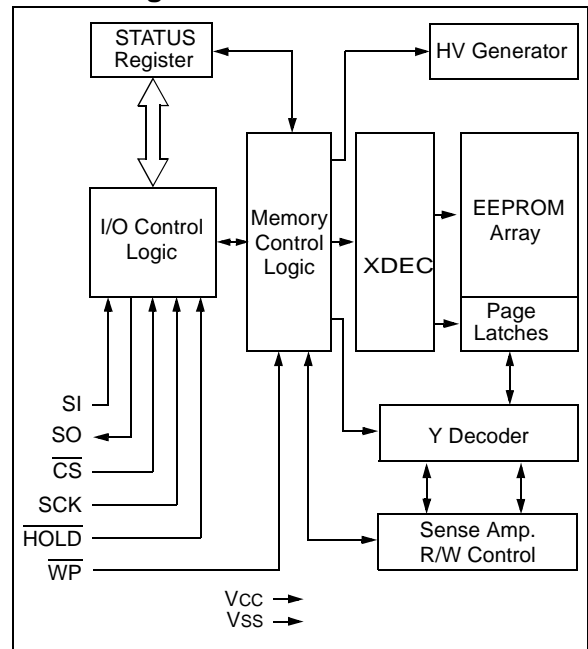 STATUS
Register
HV Generator
I/O Control
Logic
Memory
Control
Logic
XDEC
EEPROM
Array
Page
Latches
SI
SO
CS
SCK
HOLD
WP
Y Decoder
Sense Amp.
R/W Control
VCC
VSS